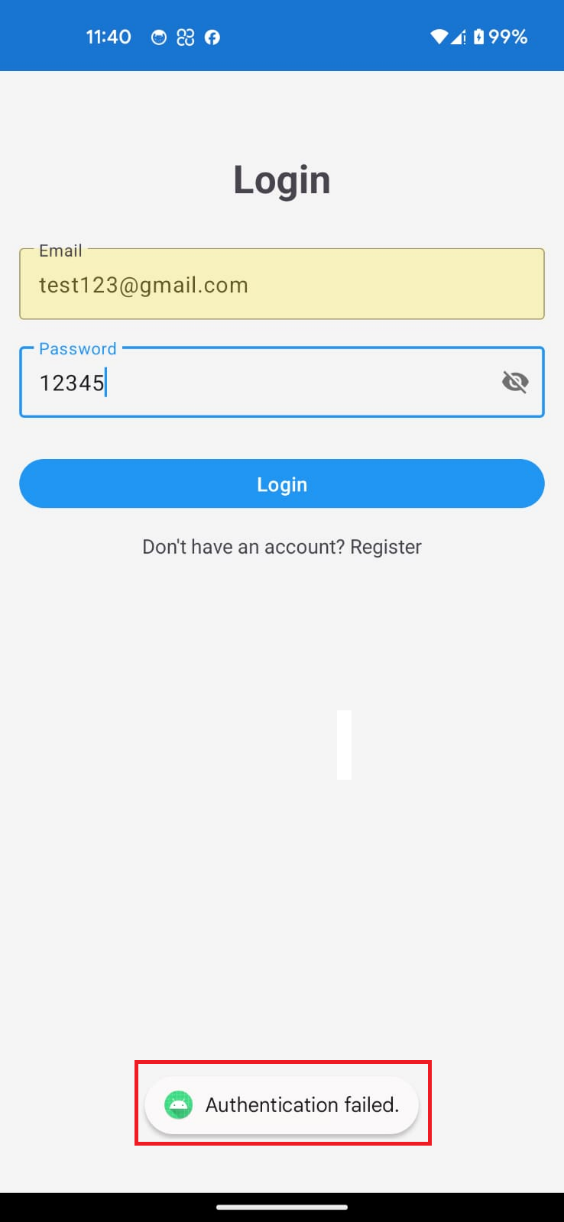 11:40 99%
Login
Email
test123@gmail.com
Password
12345
Login
Don't have an account? Register
Authentication failed.